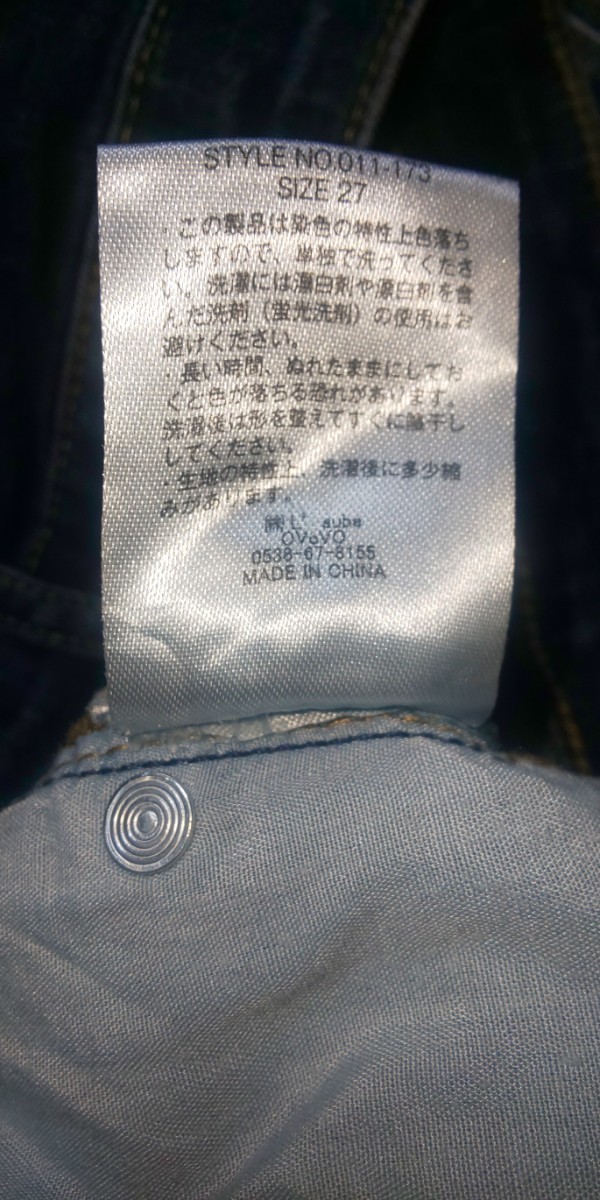 STYLE NO 011-173
SIZE 27
・この製品は染色の特性上色落ち
しますので、単独で洗ってくださ
い。洗濯には漂白剤や漂白剤を含
んだ洗剤（蛍光洗剤）の使用はお
避けください。
・長い時間、ぬれたままにしてお
くと色が落ちる恐れがあります。
洗濯後は形を整えてすぐに陰干し
してください。
・生地の特性上、洗濯後に多少縮
みがあります。
㈱L' aube
OVoVO
0538-67-8155
MADE IN CHINA